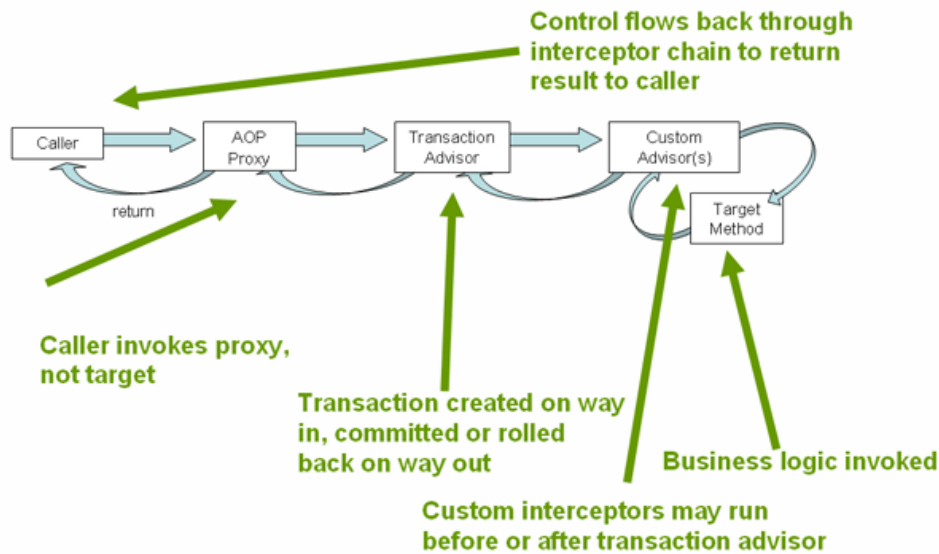 Control flows back through
interceptor chain to return
result to caller
Caller
AOP
Proxy
Transaction
Advisor
Custom
Advisor(s)
return
Target
Method
Caller invokes proxy,
not target
Transaction created on way
in, committed or rolled
back on way out
Business logic invoked
Custom interceptors may run
before or after transaction advisor